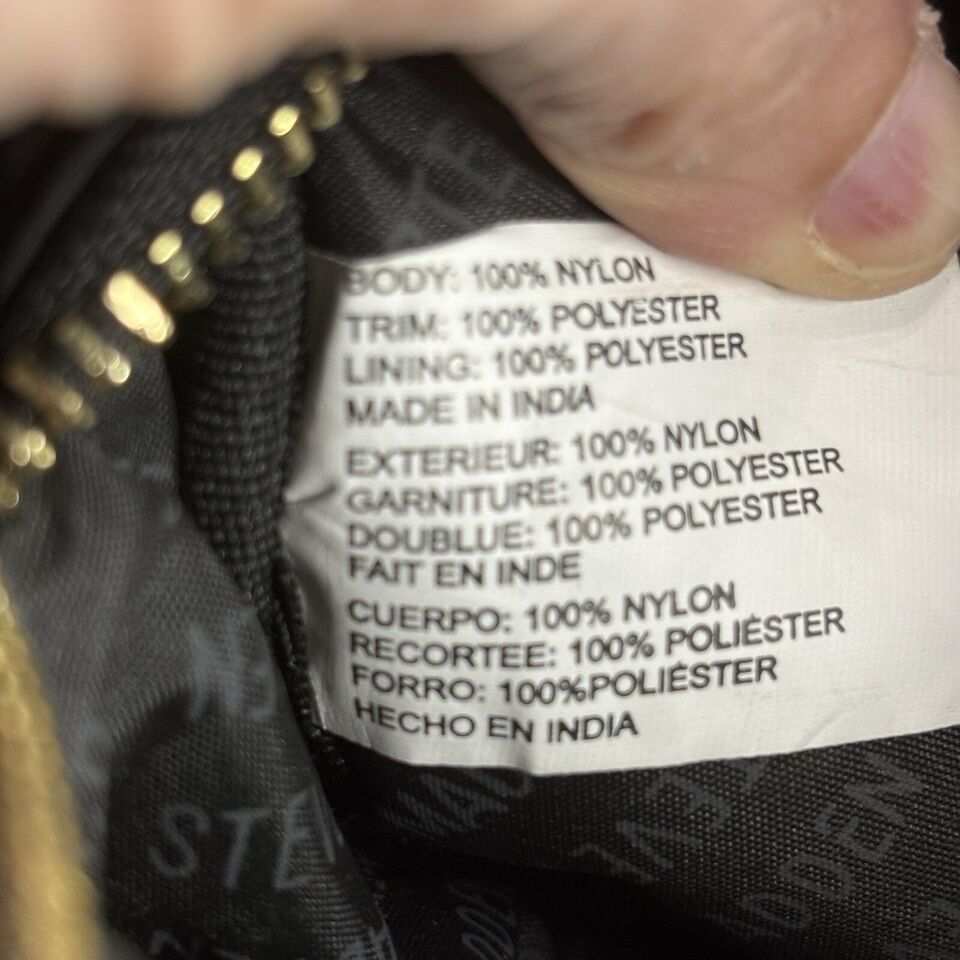 BODY: 100% NYLON
TRIM: 100% POLYESTER
LINING: 100% POLYESTER
MADE IN INDIA
EXTERIEUR: 100% NYLON
GARNITURE: 100% POLYESTER
DOUBLUE: 100% POLYESTER
FAIT EN INDE
CUERPO: 100% NYLON
RECORTEE: 100% POLIÉSTER
FORRO: 100%POLIÉSTER
HECHO EN INDIA